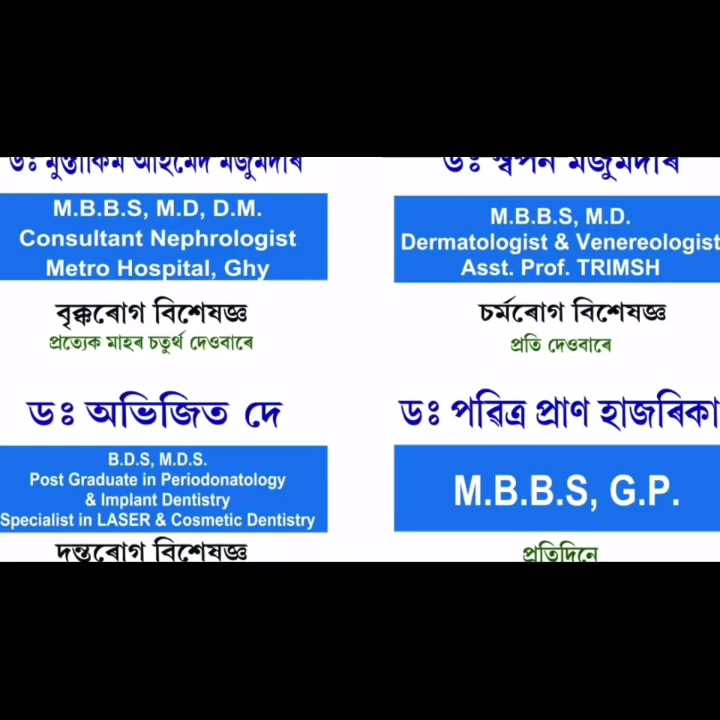 ডঃ মুস্তাকিম আহমেদ মজুমদাৰ
M.B.B.S, M.D, D.M.
Consultant Nephrologist
Metro Hospital, Ghy
বৃক্কৰোগ বিশেষজ্ঞ
প্ৰত্যেক মাহৰ চতুৰ্থ দেওবাৰে
ডঃ স্বপন মজুমদাৰ
M.B.B.S, M.D.
Dermatologist & Venereologist
Asst. Prof. TRIMSH
চৰ্মৰোগ বিশেষজ্ঞ
প্ৰতি দেওবাৰে
ডঃ অভিজিত দে
B.D.S, M.D.S.
Post Graduate in Periodonatology
& Implant Dentistry
Specialist in LASER & Cosmetic Dentistry
দন্তৰোগ বিশেষজ্ঞ
ডঃ পৱিত্ৰ প্ৰাণ হাজৰিকা
M.B.B.S, G.P.
প্ৰতিদিনে